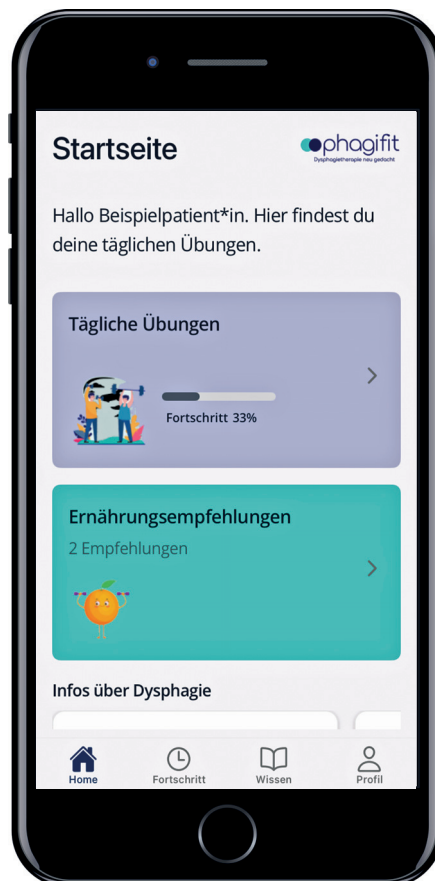 Startseite
phagifit
Dysphagietherapie neu gedacht
Hallo Beispielpatient*in. Hier findest du
deine täglichen Übungen.
Tägliche Übungen
Fortschritt 33%
Ernährungsempfehlungen
2 Empfehlungen
Infos über Dysphagie
Home
Fortschritt
Wissen
Profil